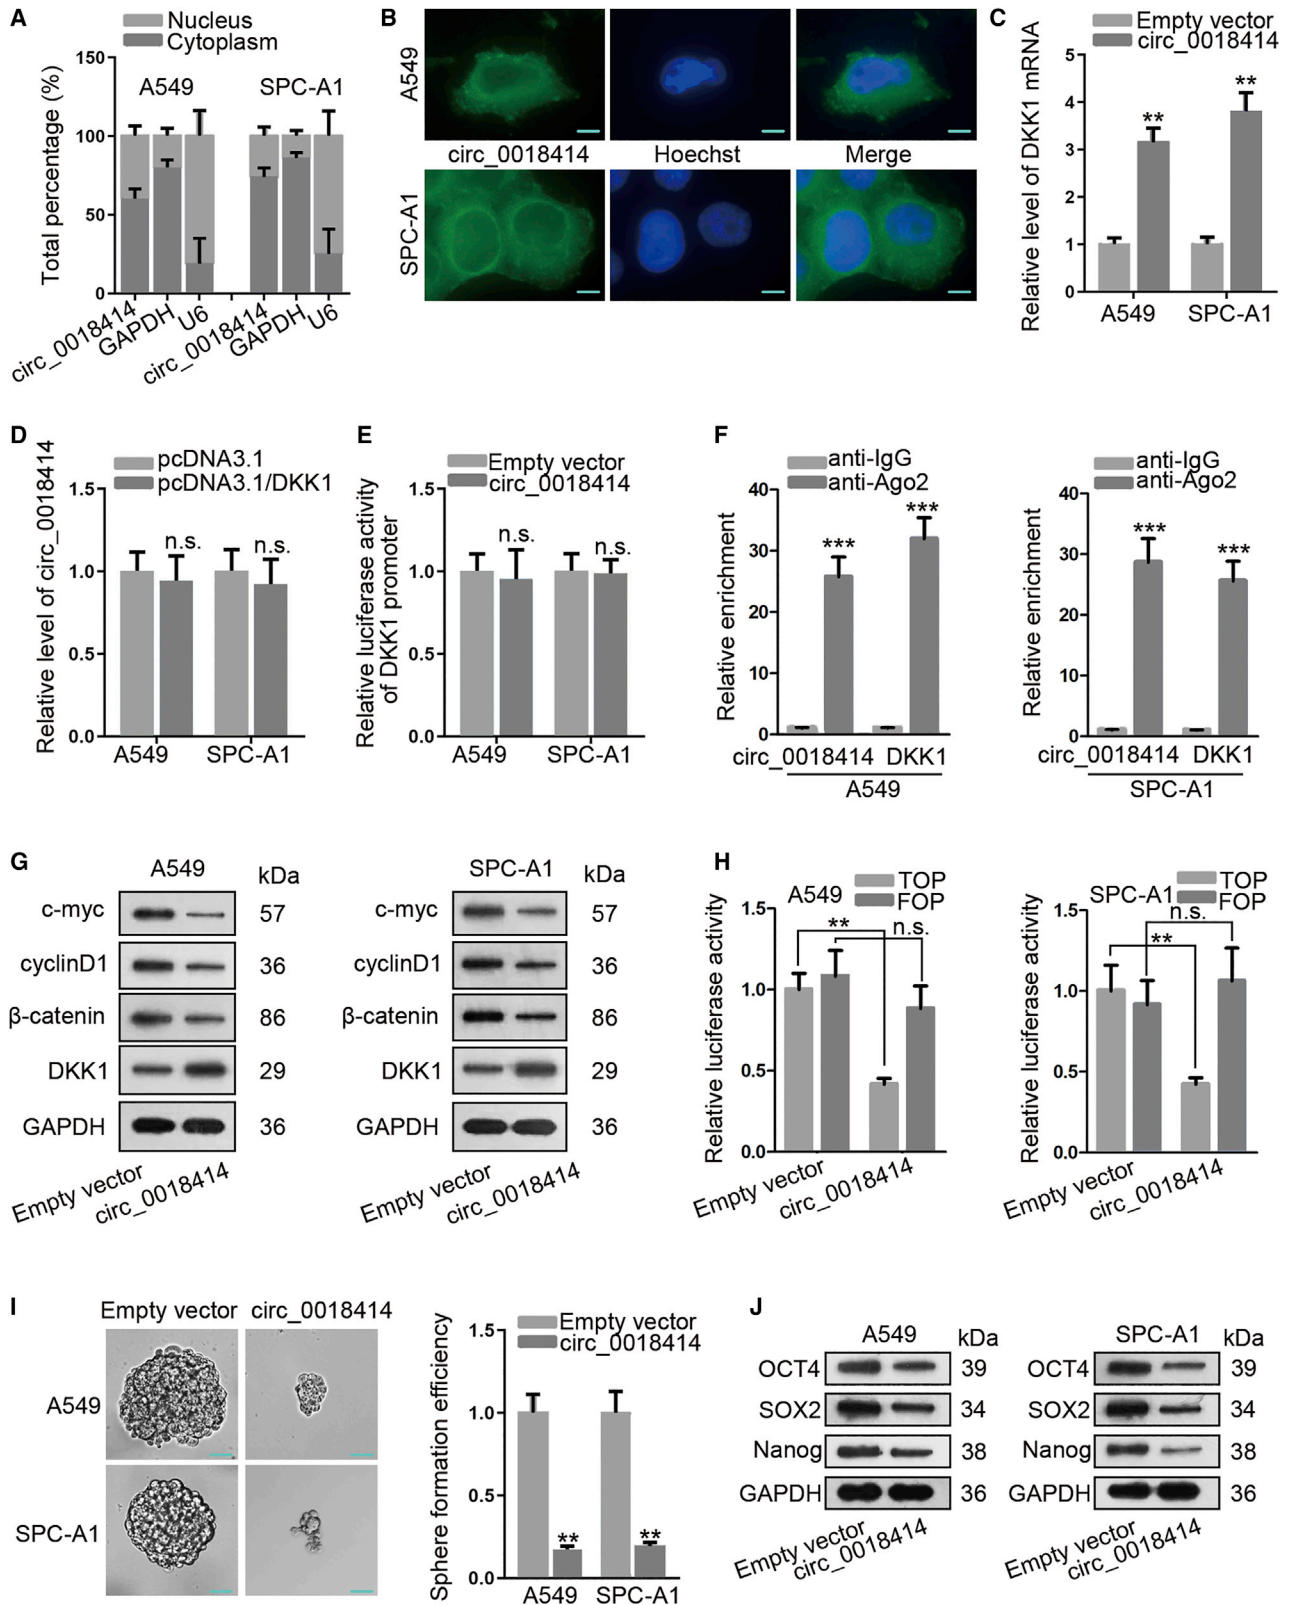 A
Nucleus
Cytoplasm
Total percentage (%)
150
100
50
0
A549
SPC-A1
circ_0018414
GAPDH
U6
circ_0018414
GAPDH
U6
B
A549
circ_0018414
Hoechst
Merge
SPC-A1
C
Empty vector
circ_0018414
Relative level of DKK1 mRNA
5
4
3
2
1
0
**
**
A549
SPC-A1
D
pcDNA3.1
pcDNA3.1/DKK1
Relative level of circ_0018414
1.5
1.0
0.5
0.0
n.s.
n.s.
A549
SPC-A1
E
Empty vector
circ_0018414
Relative luciferase activity
of DKK1 promoter
1.5
1.0
0.5
0.0
n.s.
n.s.
A549
SPC-A1
F
anti-IgG
anti-Ago2
Relative enrichment
40
30
20
10
0
***
***
circ_0018414
DKK1
A549
anti-IgG
anti-Ago2
Relative enrichment
40
30
20
10
0
***
***
circ_0018414
DKK1
SPC-A1
G
A549
kDa
c-myc
57
cyclinD1
36
β-catenin
86
DKK1
29
GAPDH
36
Empty vector
circ_0018414
SPC-A1
kDa
c-myc
57
cyclinD1
36
β-catenin
86
DKK1
29
GAPDH
36
Empty vector
circ_0018414
H
TOP
FOP
A549
Relative luciferase activity
1.5
1.0
0.5
0.0
**
n.s.
Empty vector
circ_0018414
TOP
FOP
SPC-A1
Relative luciferase activity
1.5
1.0
0.5
0.0
n.s.
**
Empty vector
circ_0018414
I
Empty vector
circ_0018414
A549
SPC-A1
Empty vector
circ_0018414
Sphere formation efficiency
1.5
1.0
0.5
0.0
**
**
A549
SPC-A1
J
A549
kDa
OCT4
39
SOX2
34
Nanog
38
GAPDH
36
Empty vector
circ_0018414
SPC-A1
kDa
OCT4
39
SOX2
34
Nanog
38
GAPDH
36
Empty vector
circ_0018414